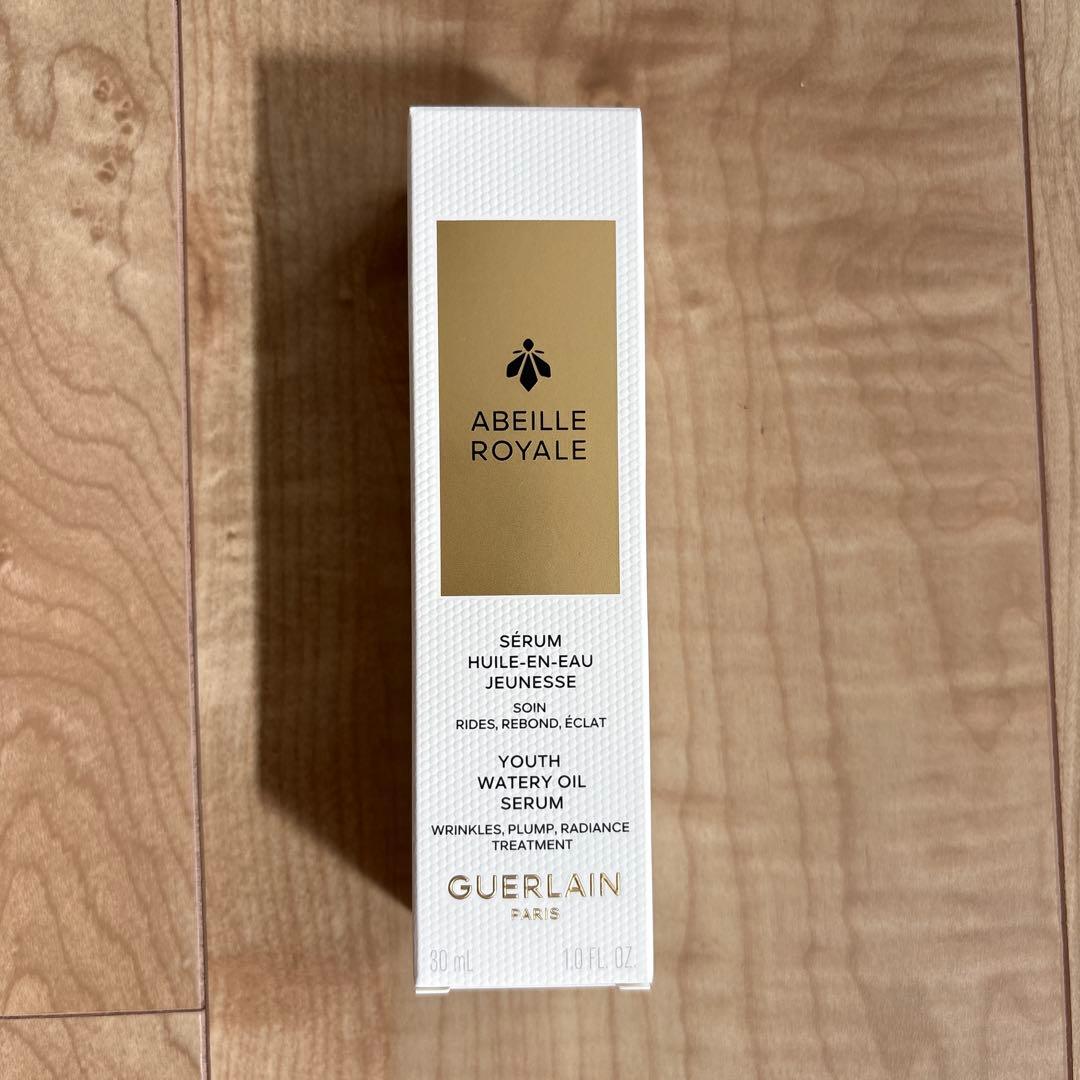 ABEILLE
ROYALE
SÉRUM
HUILE-EN-EAU
JEUNESSE
SOIN
RIDES, REBOND, ÉCLAT
YOUTH
WATERY OIL
SERUM
WRINKLES, PLUMP, RADIANCE
TREATMENT
GUERLAIN
PARIS
30 mL 1.0 FL. OZ.